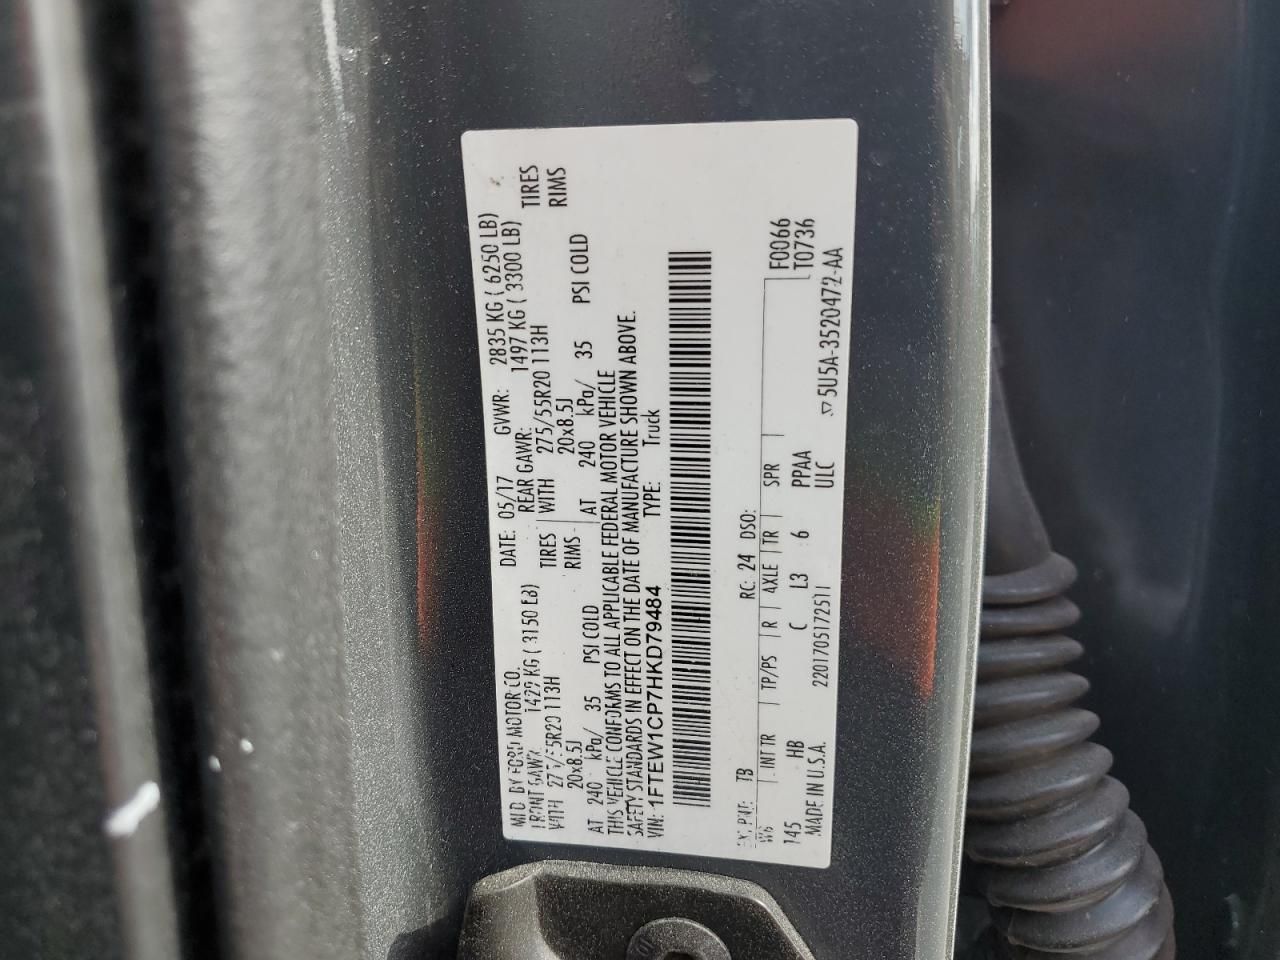 MFD BY FORD MOTOR CO. DATE: 05/17 GVWR: 2835 KG ( 6250 LB)
FRONT GAWR: 1429 KG ( 3150 LB) REAR GAWR: 1497 KG ( 3300 LB)
WITH 275/55R20 113H TIRES WITH 275/55R20 113H TIRES
20x8.5J RIMS 20x8.5J RIMS
AT 240 kPa/ 35 PSI COLD AT 240 kPa/ 35 PSI COLD
THIS VEHICLE CONFORMS TO ALL APPLICABLE FEDERAL MOTOR VEHICLE
SAFETY STANDARDS IN EFFECT ON THE DATE OF MANUFACTURE SHOWN ABOVE.
VIN: 1FTEW1CP7HKD79484 TYPE: Truck
EXT PNT: TB RC: 24 DSO: F0066
W6 INT TR TP/PS R AXLE TR SPR T0736
145 HB C L3 6 PPAA
MADE IN U.S.A. 2201705172511 ULC
5U5A-3520472-AA